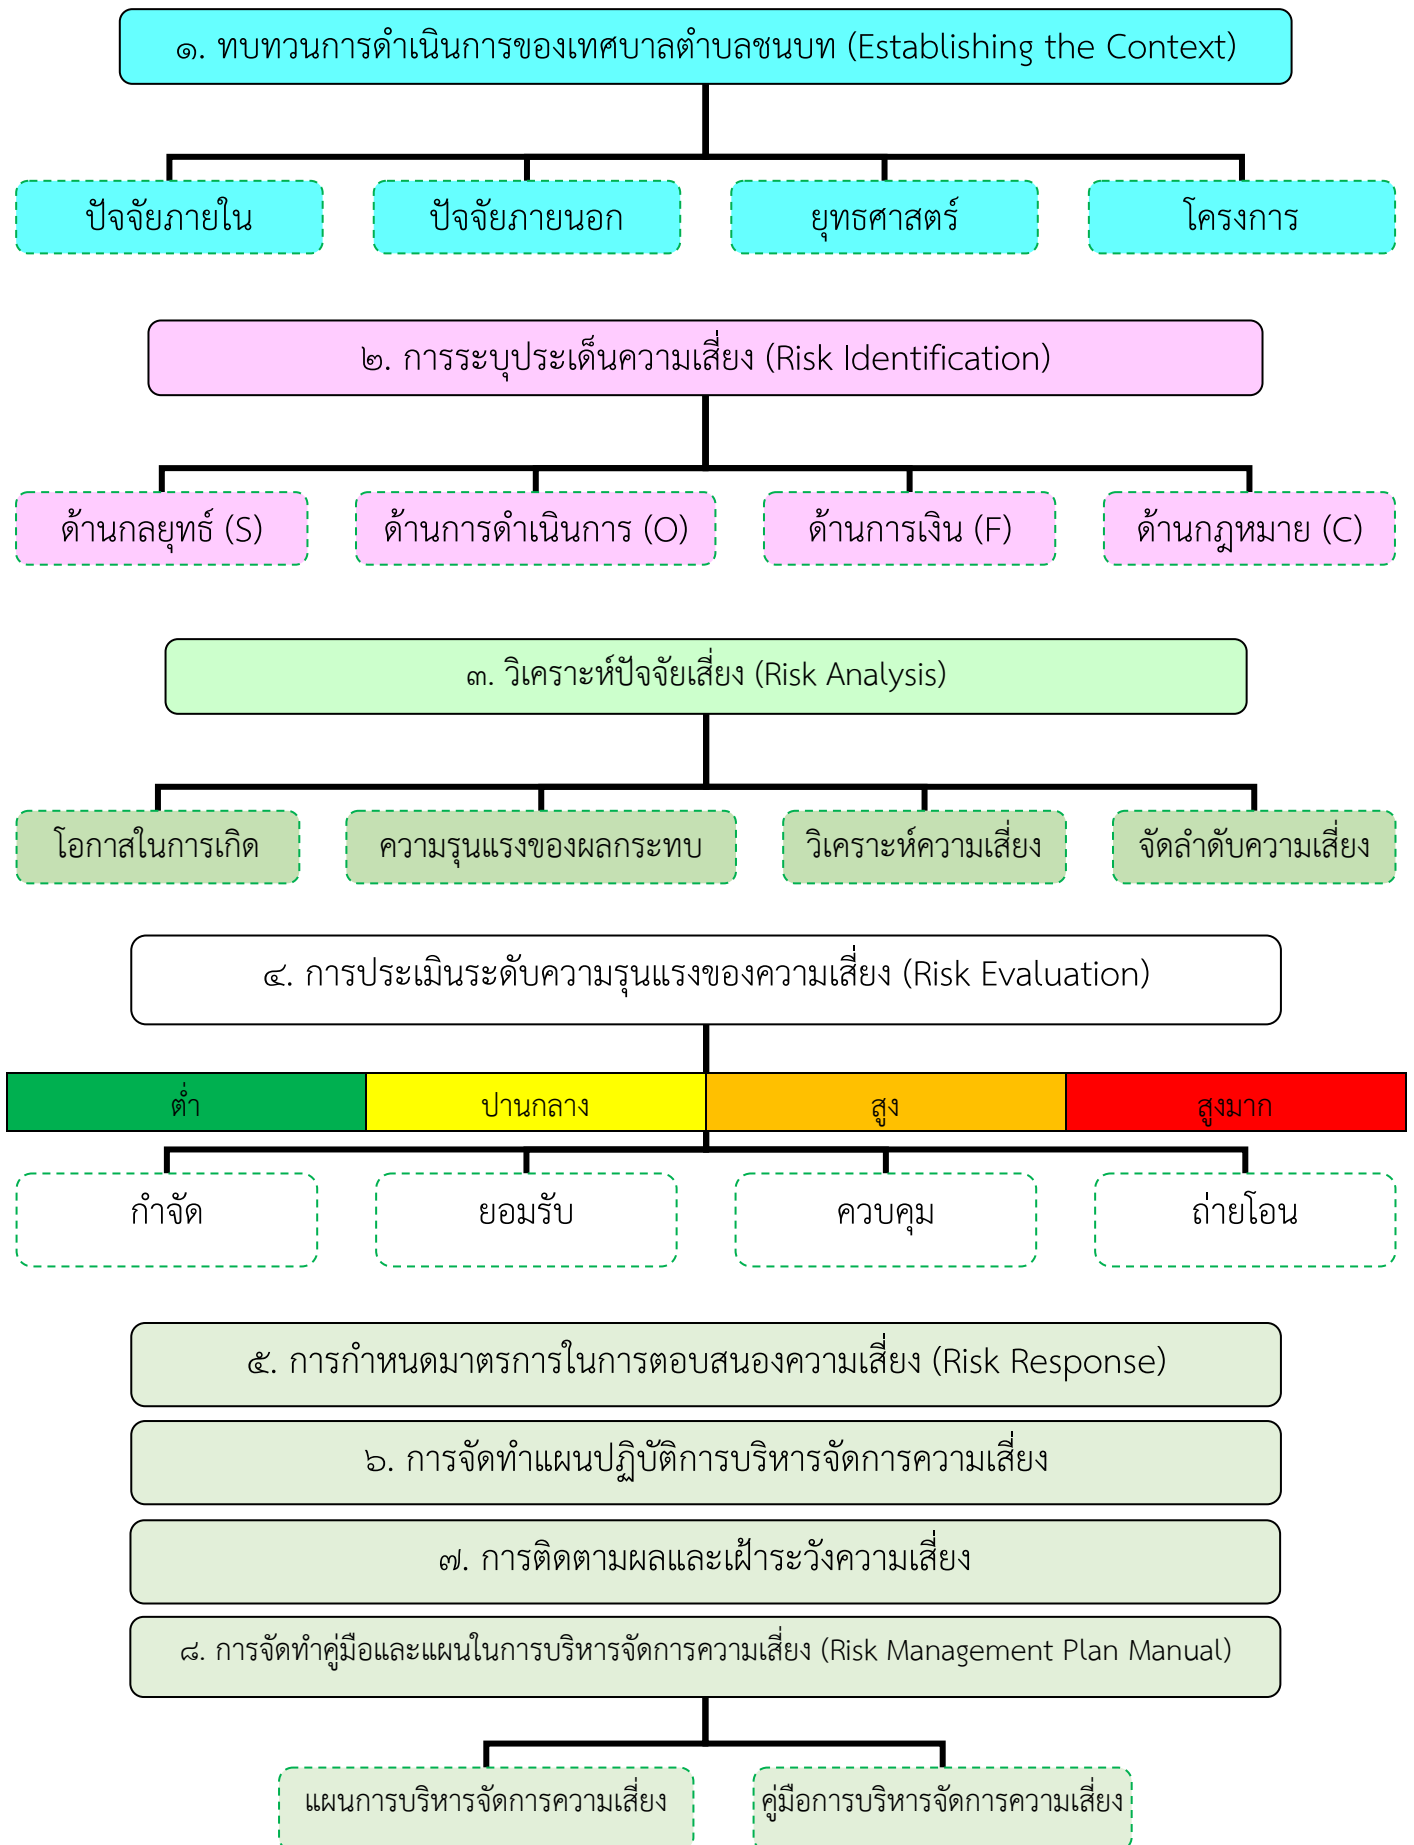 ๑. ทบทวนการดำเนินการของเทศบาลตำบลชนบท (Establishing the Context)
ปัจจัยภายใน
ปัจจัยภายนอก
ยุทธศาสตร์
โครงการ
๒. การระบุประเด็นความเสี่ยง (Risk Identification)
ด้านกลยุทธ์ (S)
ด้านการดำเนินการ (O)
ด้านการเงิน (F)
ด้านกฎหมาย (C)
๓. วิเคราะห์ปัจจัยเสี่ยง (Risk Analysis)
โอกาสในการเกิด
ความรุนแรงของผลกระทบ
วิเคราะห์ความเสี่ยง
จัดลำดับความเสี่ยง
๔. การประเมินระดับความรุนแรงของความเสี่ยง (Risk Evaluation)
ต่ำ
ปานกลาง
สูง
สูงมาก
กำจัด
ยอมรับ
ควบคุม
ถ่ายโอน
๕. การกำหนดมาตรการในการตอบสนองความเสี่ยง (Risk Response)
๖. การจัดทำแผนปฏิบัติการบริหารจัดการความเสี่ยง
๗. การติดตามผลและเฝ้าระวังความเสี่ยง
๘. การจัดทำคู่มือและแผนในการบริหารจัดการความเสี่ยง (Risk Management Plan Manual)
แผนการบริหารจัดการความเสี่ยง
คู่มือการบริหารจัดการความเสี่ยง